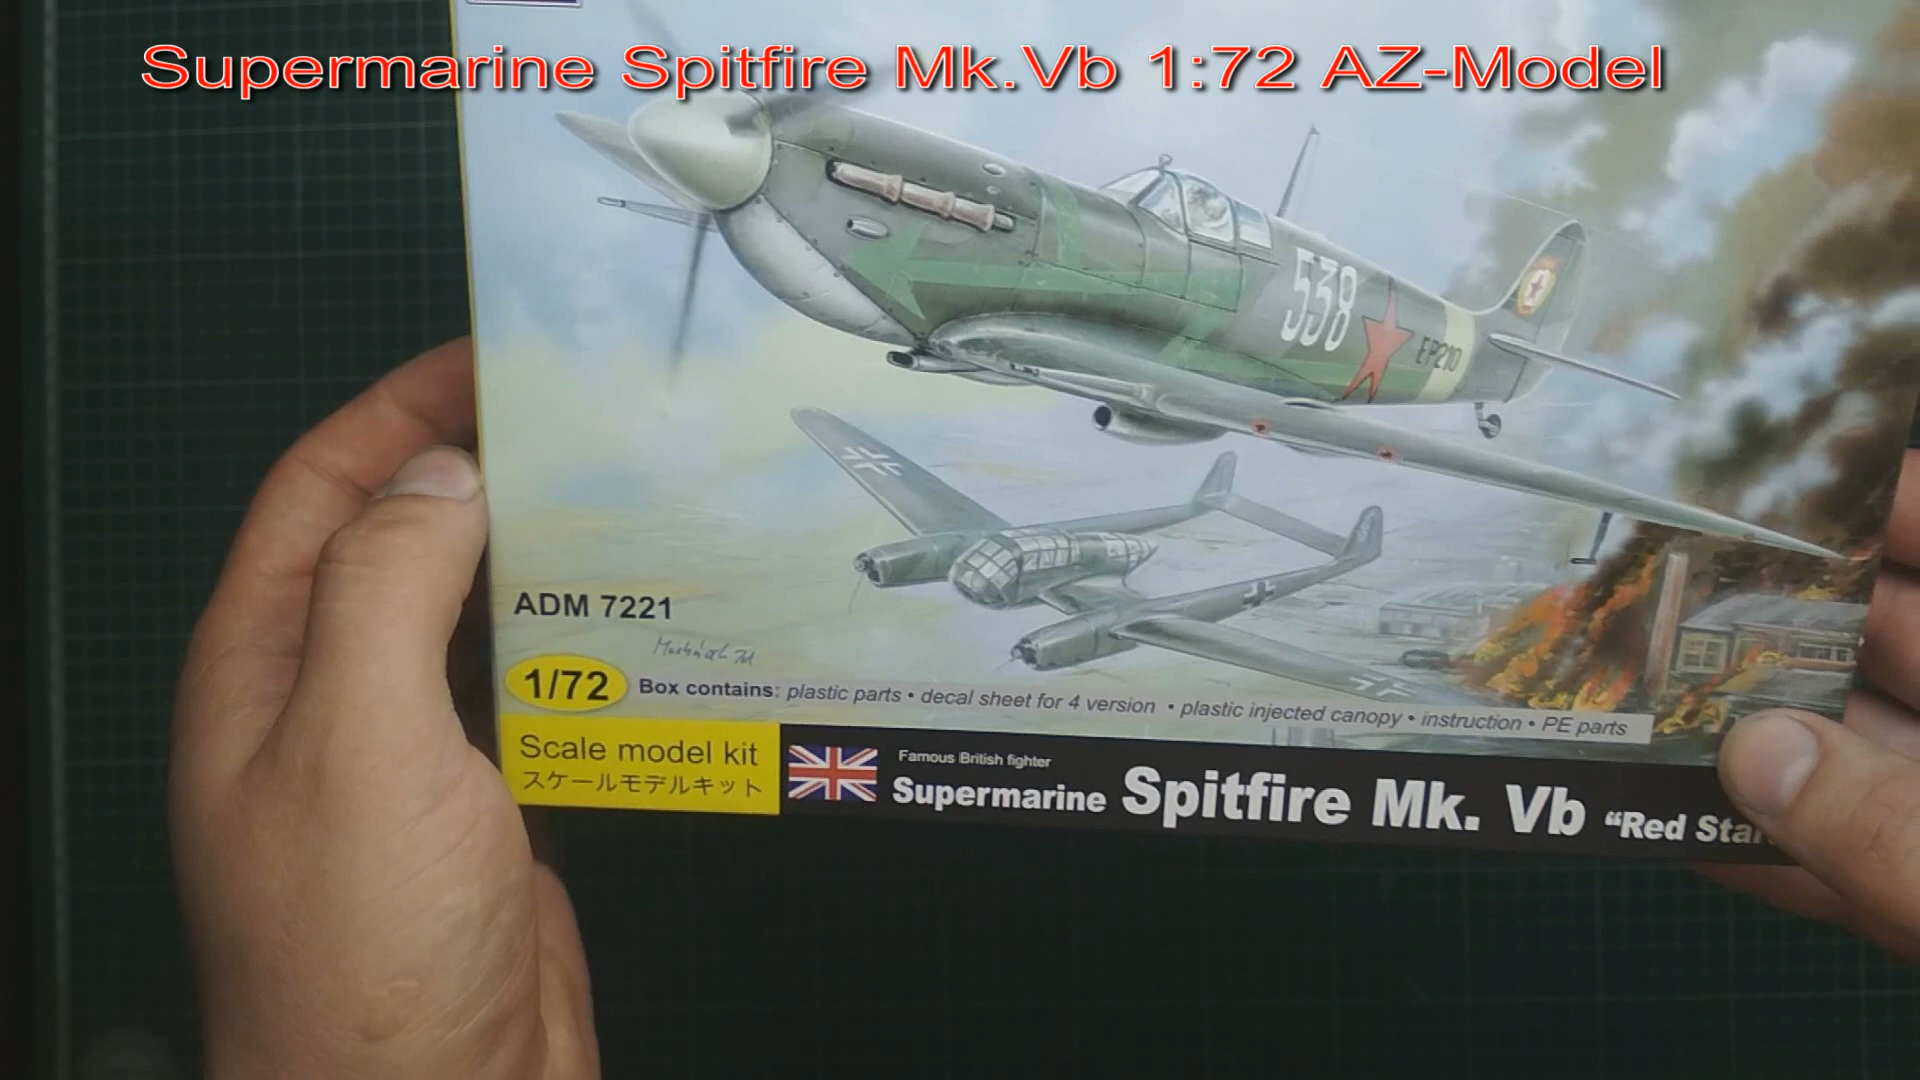 Supermarine Spitfire Mk.Vb 1:72 AZ-Model
538
EP210
ADM 7221
1/72
Box contains: plastic parts • decal sheet for 4 version • plastic injected canopy • instruction • PE parts
Scale model kit
スケールモデルキット
Famous British fighter
Supermarine Spitfire Mk. Vb “Red Star